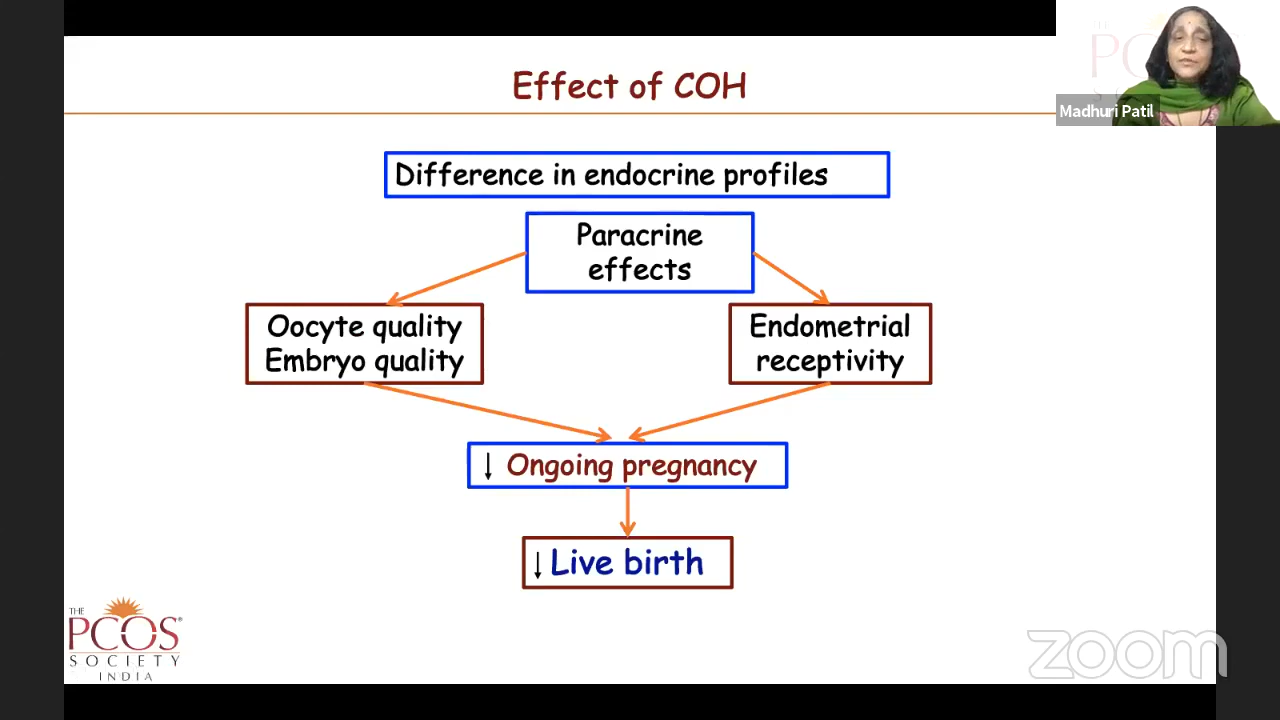 Effect of COH
Madhuri Patil
Difference in endocrine profiles
Paracrine
effects
Oocyte quality
Embryo quality
Endometrial
receptivity
↓ Ongoing pregnancy
↓ Live birth
THE
PCOS
SOCIETY
INDIA
zoom